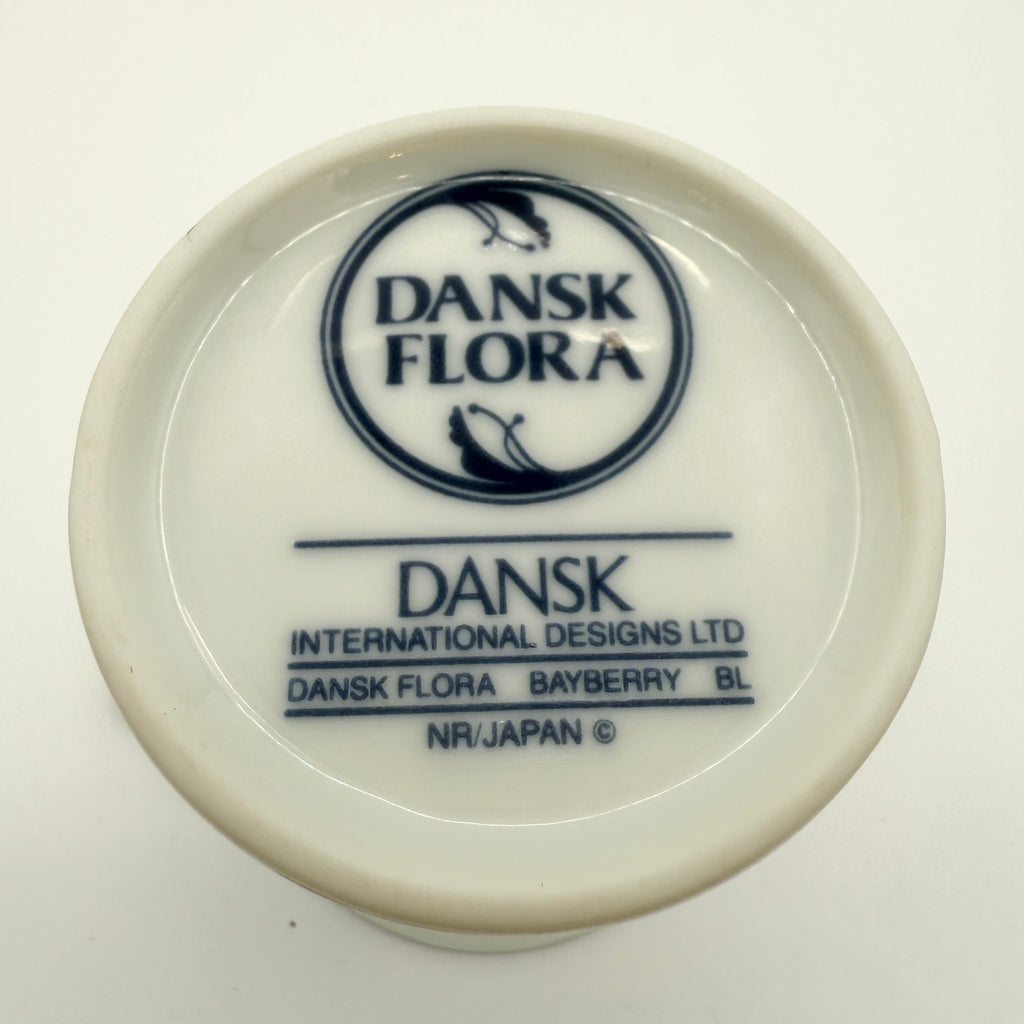 DANSK
FLORA
DANSK
INTERNATIONAL DESIGNS LTD
DANSK FLORA BAYBERRY BL
NR/JAPAN ©